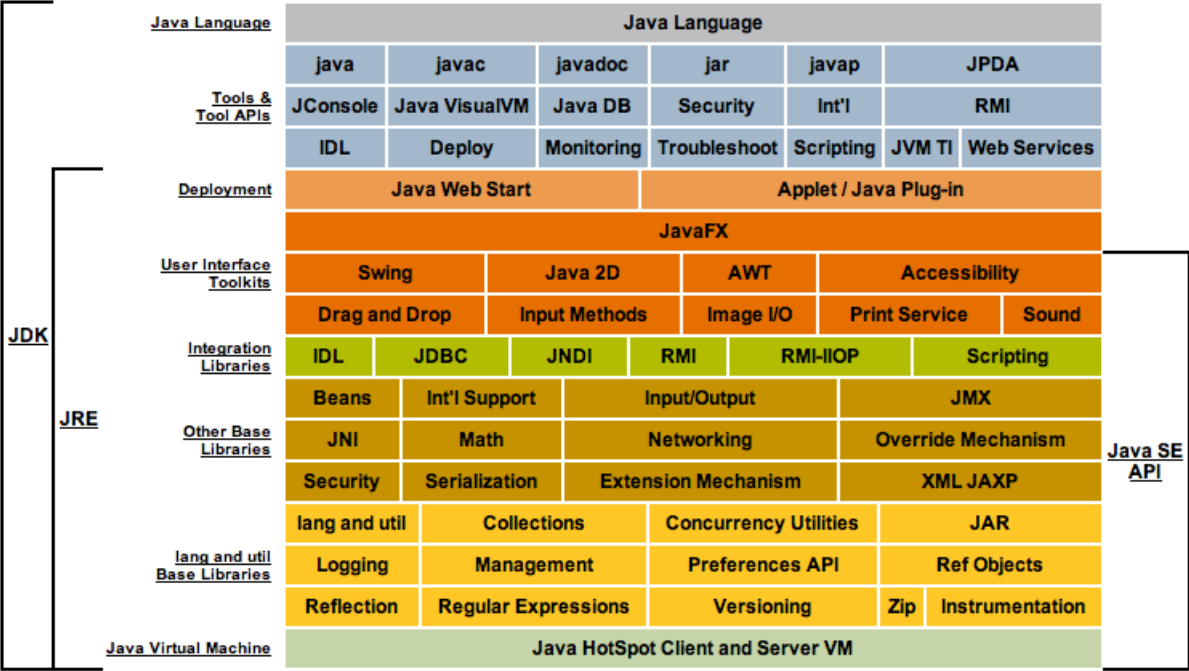 Java Language Java Language
java javac javadoc jar javap JPDA
Tools &
Tool APIs
JConsole Java VisualVM Java DB Security Int'l RMI
IDL Deploy Monitoring Troubleshoot Scripting JVM TI Web Services
Deployment Java Web Start Applet / Java Plug-in
JavaFX
User Interface
Toolkits
Swing Java 2D AWT Accessibility
Drag and Drop Input Methods Image I/O Print Service Sound
JDK
Integration
Libraries
IDL JDBC JNDI RMI RMI-IIOP Scripting
Beans Int'l Support Input/Output JMX
JRE
Other Base
Libraries
JNI Math Networking Override Mechanism
Java SE
API
Security Serialization Extension Mechanism XML JAXP
lang and util Collections Concurrency Utilities JAR
lang and util
Base Libraries
Logging Management Preferences API Ref Objects
Reflection Regular Expressions Versioning Zip Instrumentation
Java Virtual Machine Java HotSpot Client and Server VM